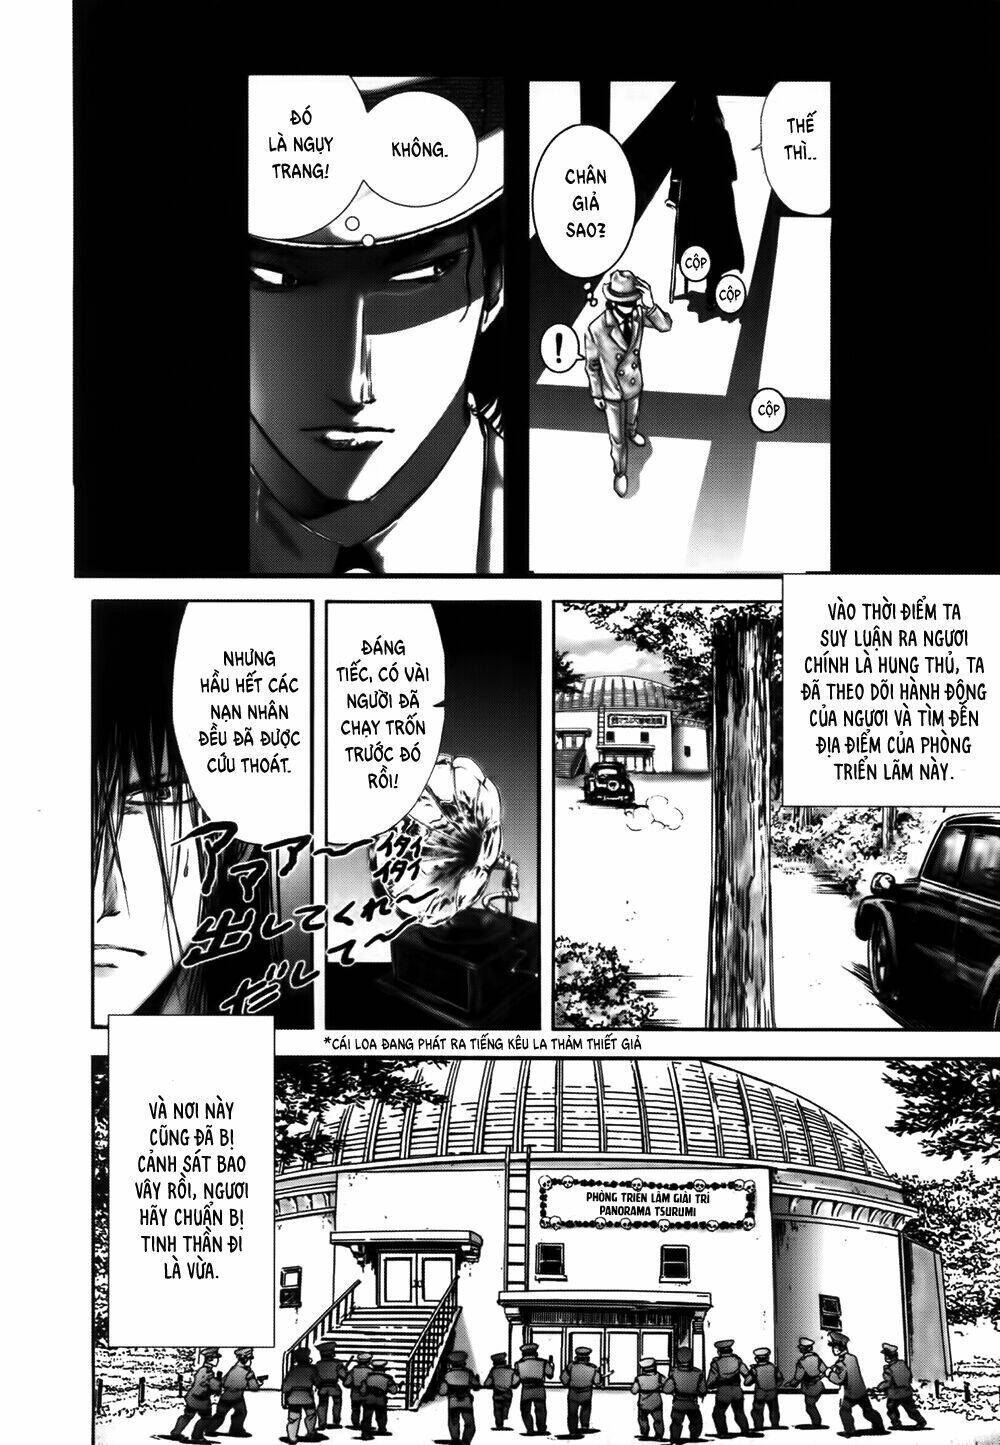 THẾ
THÌ..
CỘP
CỘP
CỘP
CHÂN
GIẢ
SAO?
!
KHÔNG.
ĐÓ
LÀ NGỤY
TRANG!
VÀO THỜI ĐIỂM TA
SUY LUẬN RA NGƯƠI
CHÍNH LÀ HUNG THỦ, TA
ĐÃ THEO DÕI HÀNH ĐỘNG
CỦA NGƯƠI VÀ TÌM ĐẾN
ĐỊA ĐIỂM CỦA PHÒNG
TRIỂN LÃM NÀY.
ĐÁNG
TIẾC, CÓ VÀI
NGƯỜI ĐÃ
CHẠY TRỐN
TRƯỚC ĐÓ
RỒI!
イタイ
イタイ
NHƯNG
HẦU HẾT CÁC
NẠN NHÂN
ĐỀU ĐÃ ĐƯỢC
CỨU THOÁT.
アアアア〜
出してくれ〜
だして〜
*CÁI LOA ĐANG PHÁT RA TIẾNG KÊU LA THẢM THIẾT GIẢ
VÀ NƠI NÀY
CŨNG ĐÃ BỊ
CẢNH SÁT BAO
VÂY RỒI, NGƯƠI
HÃY CHUẨN BỊ
TINH THẦN ĐI
LÀ VỪA.
PHÒNG TRIỂN LÃM GIẢI TRÍ
PANORAMA TSURUMI